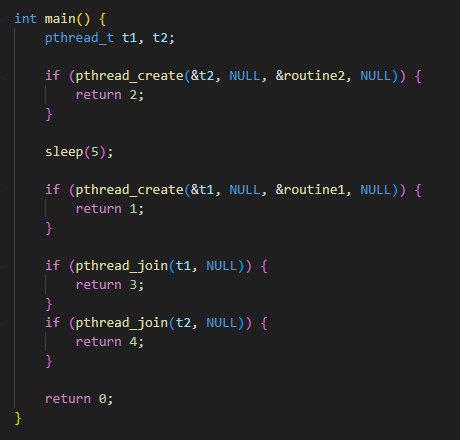 int main() {
    pthread_t t1, t2;

    if (pthread_create(&t2, NULL, &routine2, NULL)) {
        return 2;
    }

    sleep(5);

    if (pthread_create(&t1, NULL, &routine1, NULL)) {
        return 1;
    }

    if (pthread_join(t1, NULL)) {
        return 3;
    }
    if (pthread_join(t2, NULL)) {
        return 4;
    }

    return 0;
}